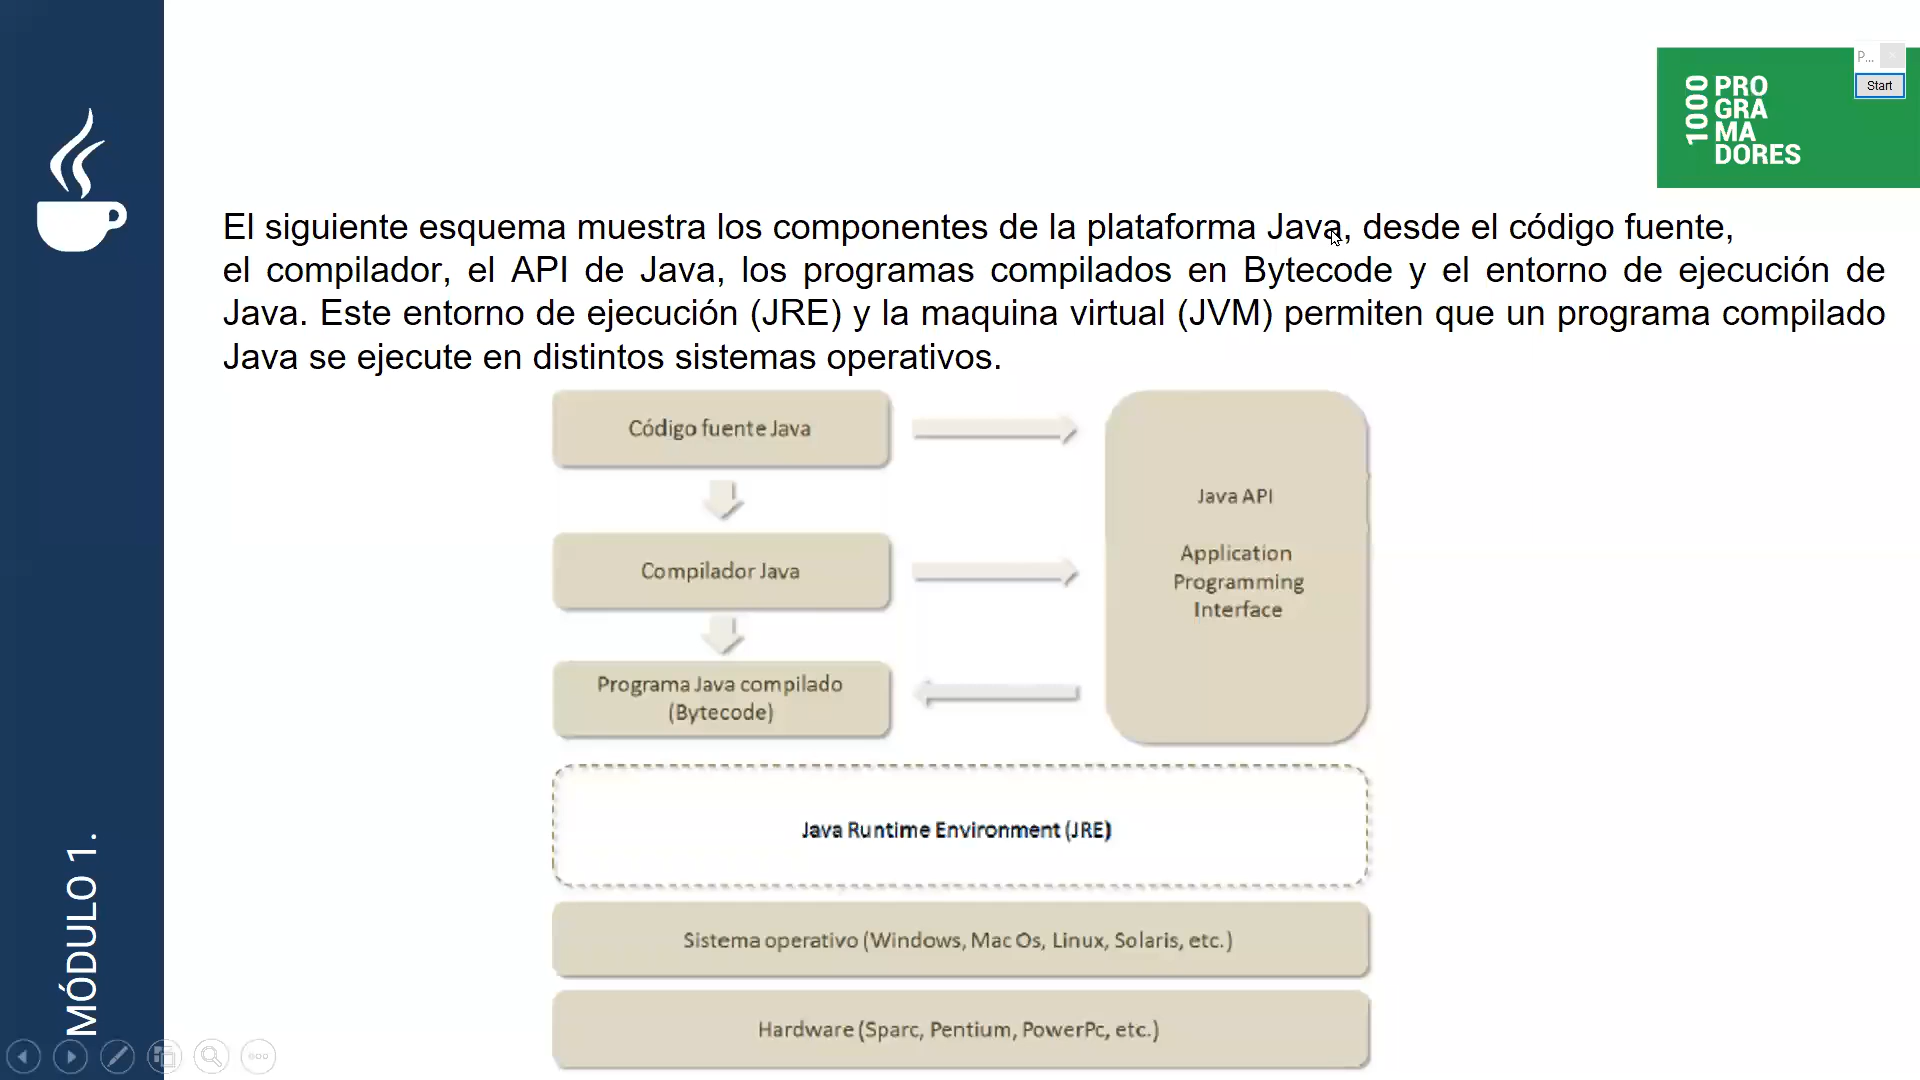 P...
Start
1000
PRO
GRA
MA
DORES
El siguiente esquema muestra los componentes de la plataforma Java, desde el código fuente,
el compilador, el API de Java, los programas compilados en Bytecode y el entorno de ejecución de
Java. Este entorno de ejecución (JRE) y la maquina virtual (JVM) permiten que un programa compilado
Java se ejecute en distintos sistemas operativos.
Código fuente Java
Java API
Application
Programming
Interface
Compilador Java
Programa Java compilado
(Bytecode)
Java Runtime Environment (JRE)
Sistema operativo (Windows, Mac Os, Linux, Solaris, etc.)
Hardware (Sparc, Pentium, PowerPc, etc.)
MÓDULO 1.